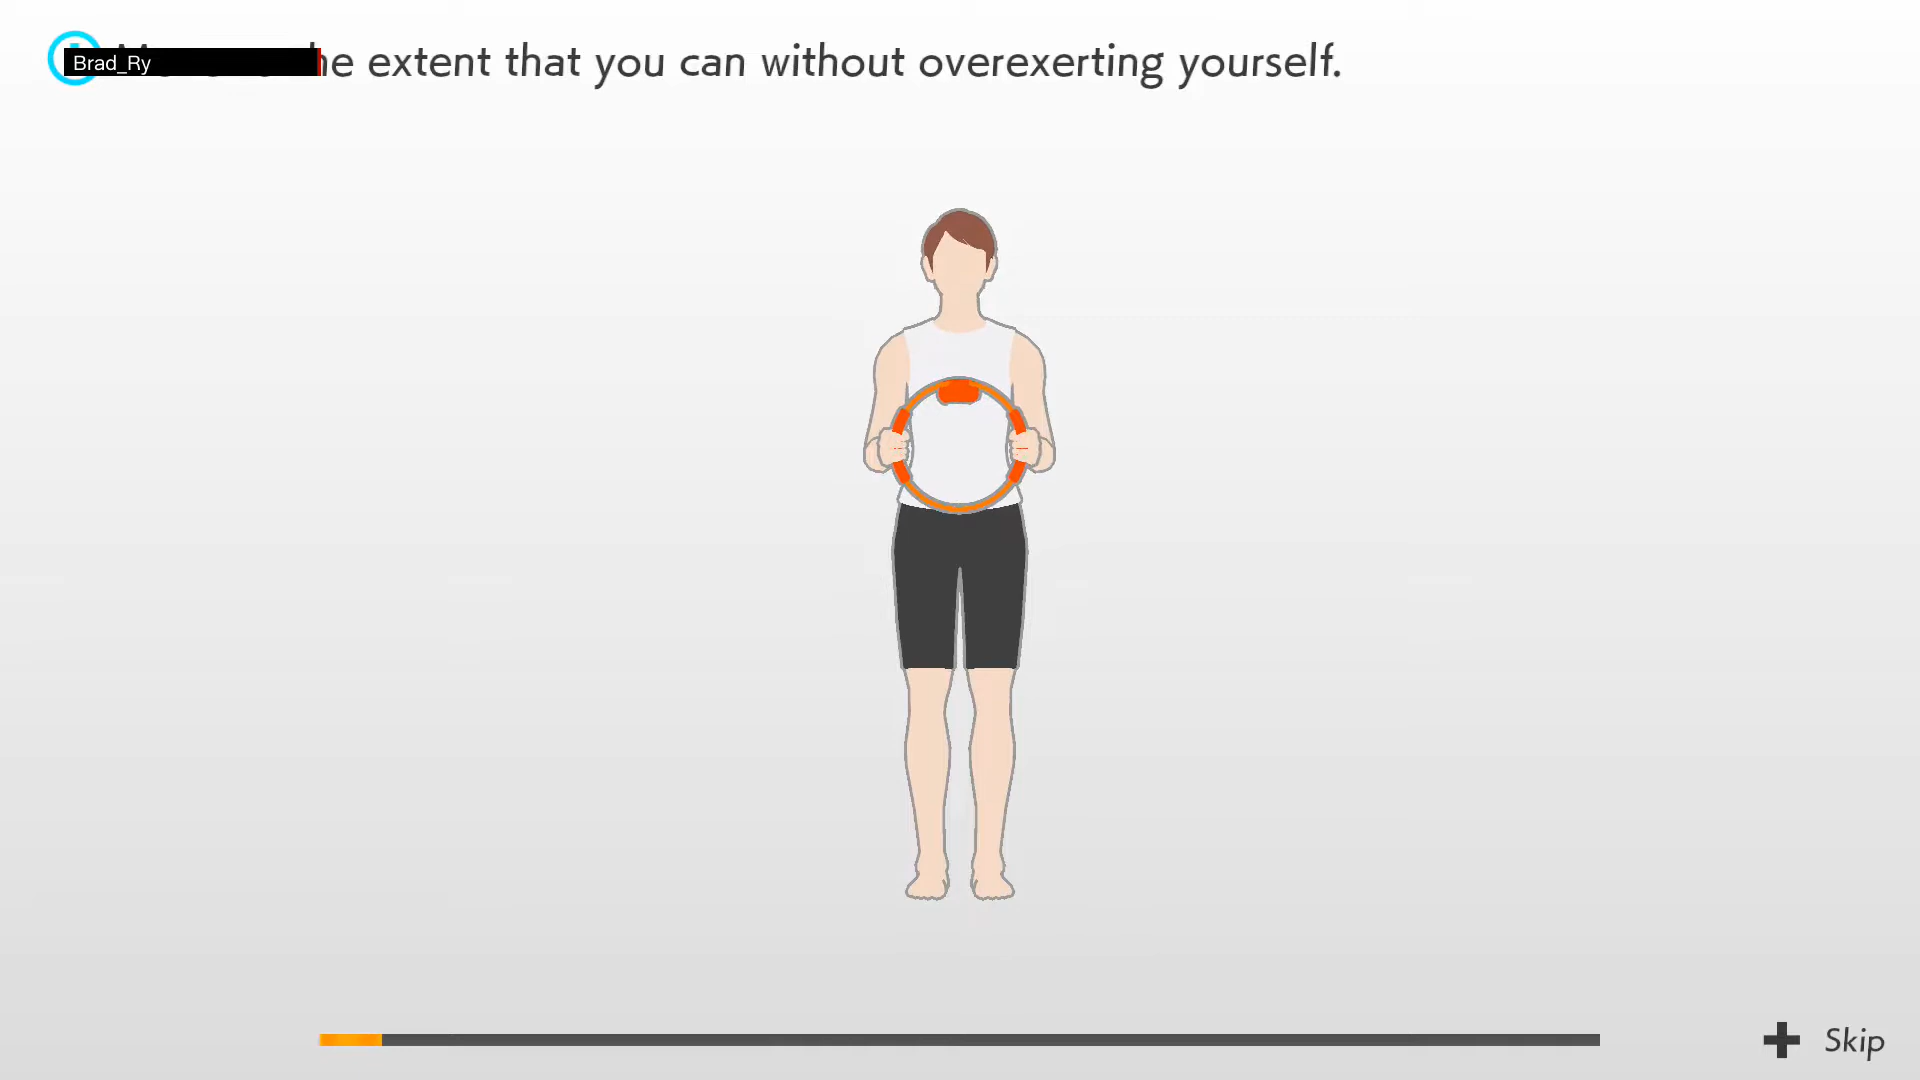 Brad_Ry
he extent that you can without overexerting yourself.
Skip